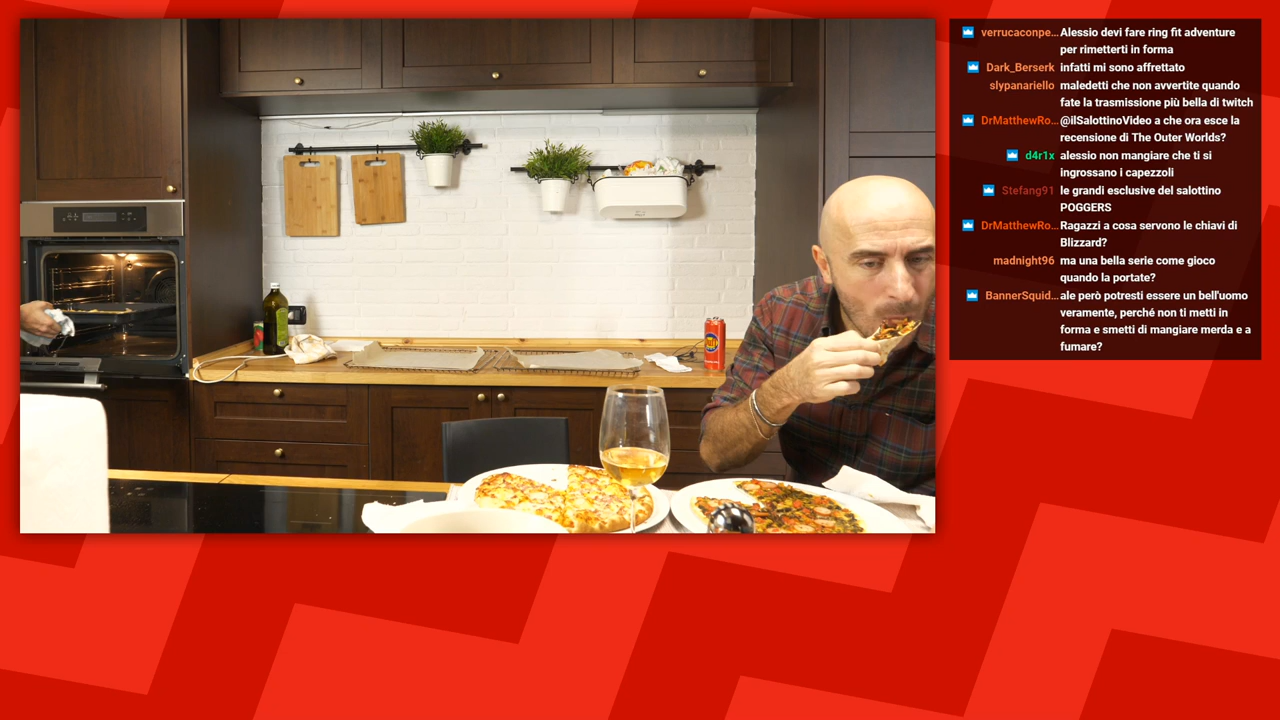 verrucaconpe... Alessio devi fare ring fit adventure
per rimetterti in forma
Dark_Berserk infatti mi sono affrettato
slypanariello maledetti che non avvertite quando
fate la trasmissione più bella di twitch
DrMatthewRo... @ilSalottinoVideo a che ora esce la
recensione di The Outer Worlds?
d4r1x alessio non mangiare che ti si
ingrossano i capezzoli
Stefang91 le grandi esclusive del salottino
POGGERS
DrMatthewRo... Ragazzi a cosa servono le chiavi di
Blizzard?
madnight96 ma una bella serie come gioco
quando la portate?
BannerSquid... ale però potresti essere un bell'uomo
veramente, perché non ti metti in
forma e smetti di mangiare merda e a
fumare?